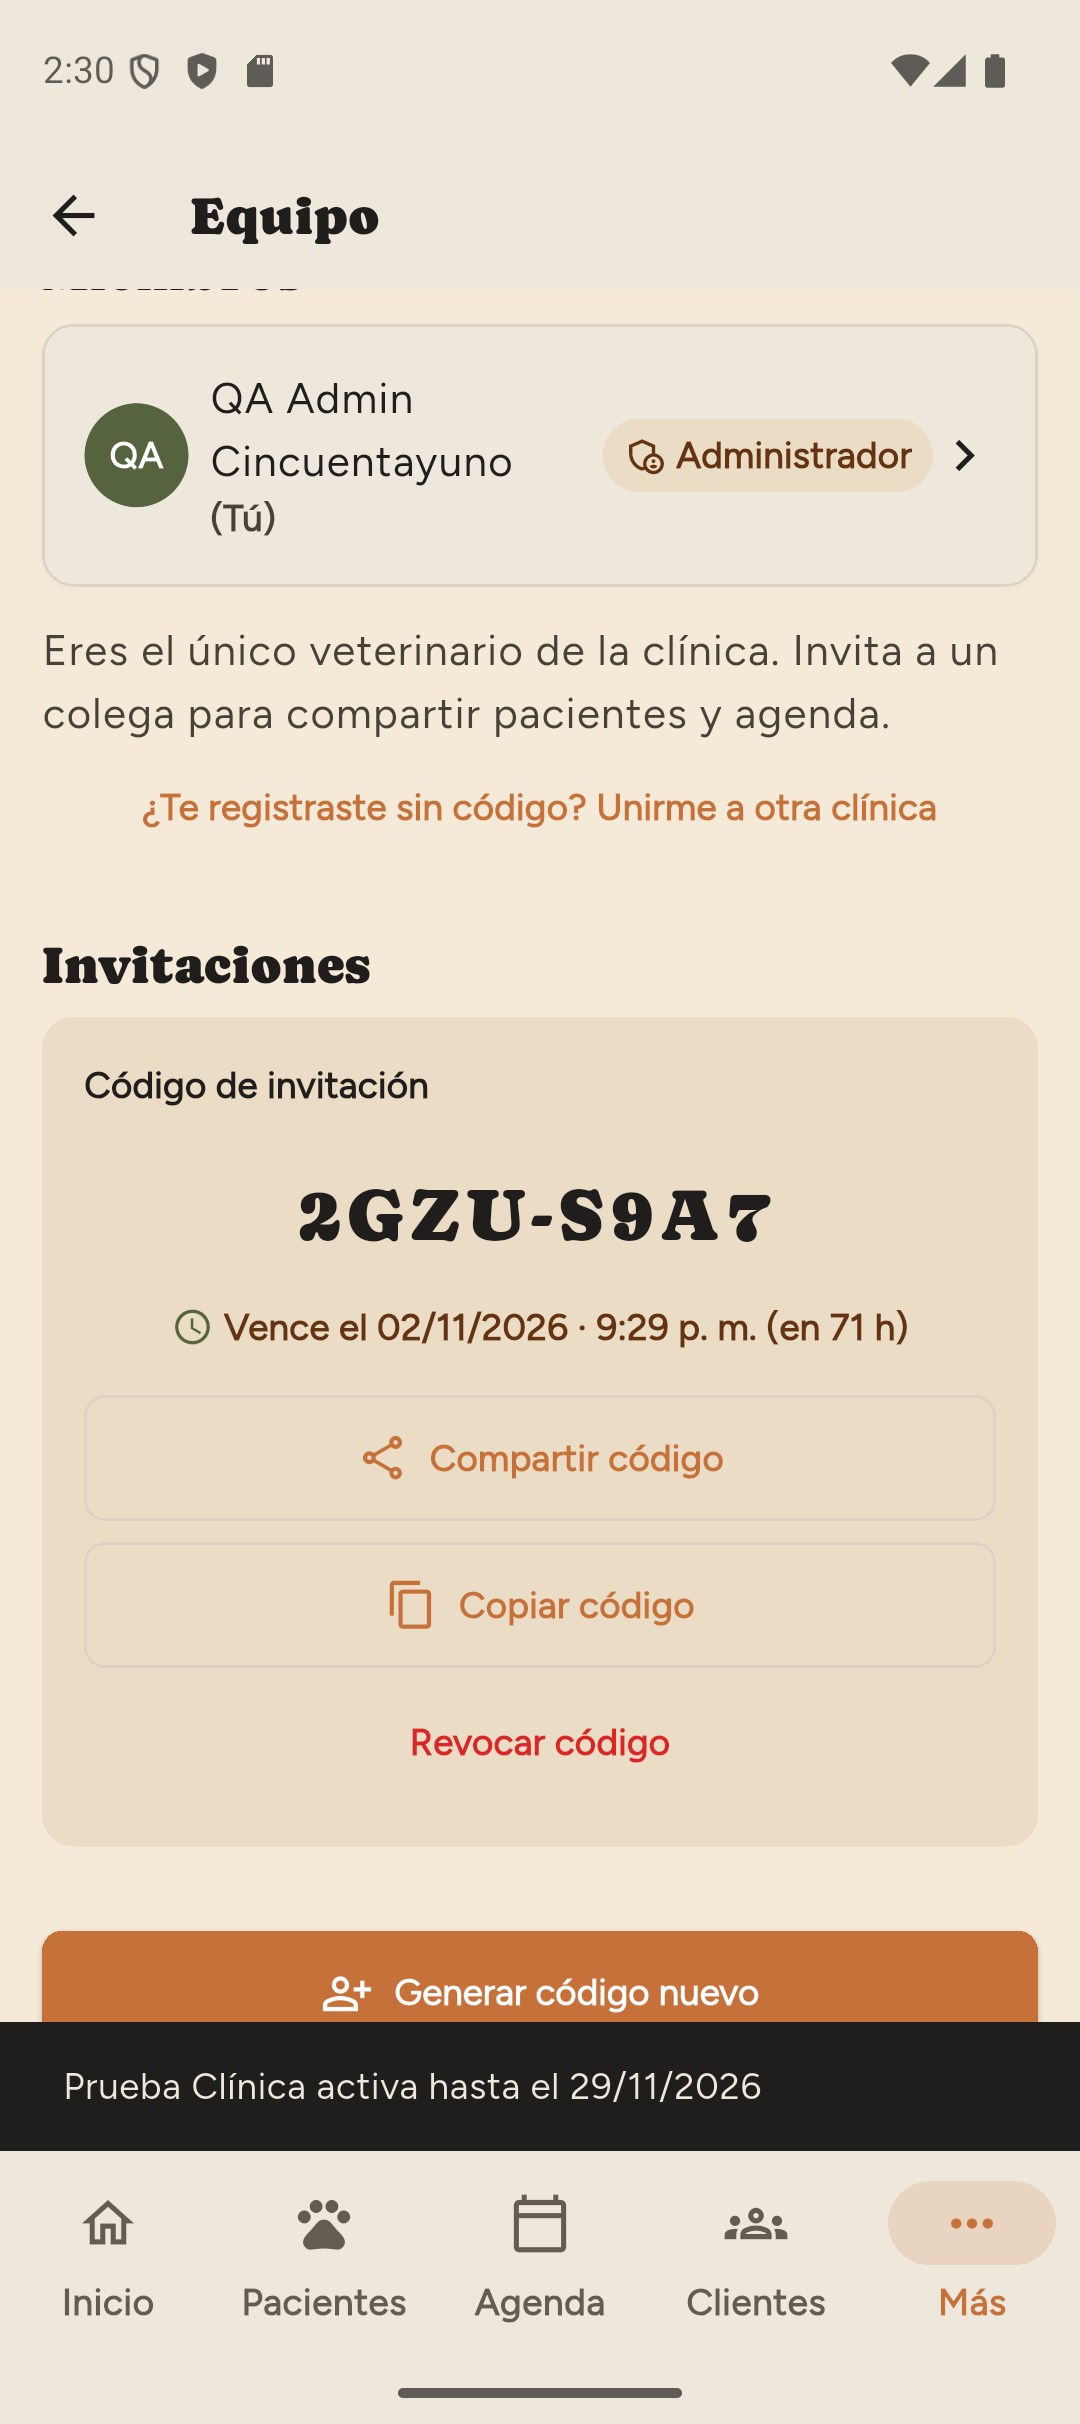 2:30
Equipo
QA
QA Admin
Cincuentayuno
(Tú)
Administrador
Eres el único veterinario de la clínica. Invita a un
colega para compartir pacientes y agenda.
¿Te registraste sin código? Unirme a otra clínica
Invitaciones
Código de invitación
2GZU-S9A7
Vence el 02/11/2026 · 9:29 p. m. (en 71 h)
Compartir código
Copiar código
Revocar código
Generar código nuevo
Prueba Clínica activa hasta el 29/11/2026
Inicio
Pacientes
Agenda
Clientes
Más